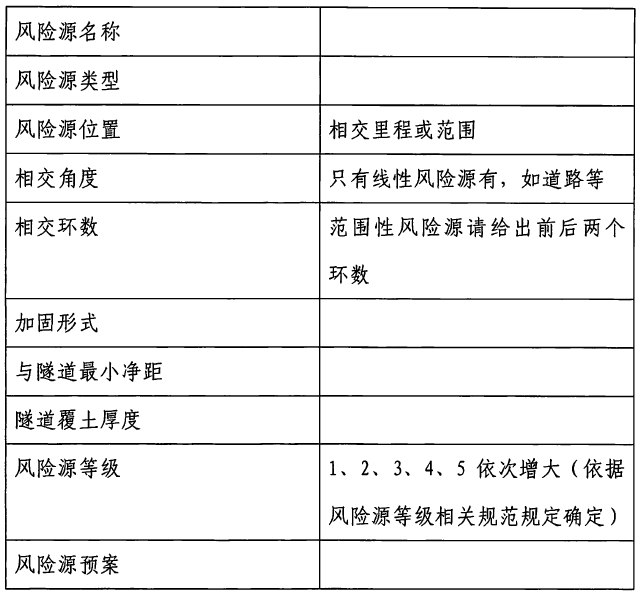 风险源名称
风险源类型
风险源位置
相交里程或范围
相交角度
只有线性风险源有，如道路等
相交环数
范围性风险源请给出前后两个
环数
加固形式
与隧道最小净距
隧道覆土厚度
风险源等级
1、2、3、4、5 依次增大（依据
风险源等级相关规范规定确定）
风险源预案